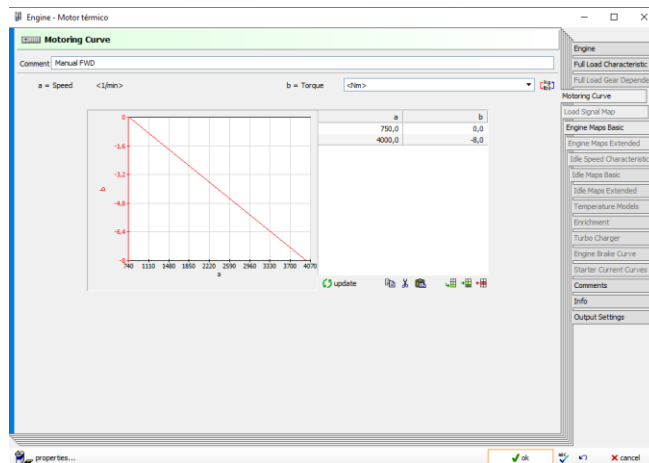 Engine - Motor térmico
Motoring Curve
Comment Manual FWD
a = Speed <1/min> b = Torque <Nm>
a b
750,0 0,0
4000,0 -8,0
0
-1,6
-3,2
-4,8
-6,4
-8
b
740 1110 1480 1850 2220 2590 2960 3330 3700 4070
a
update
Engine
Full Load Characteristic
Full Load Gear Depende
Motoring Curve
Load Signal Map
Engine Maps Basic
Engine Maps Extended
Idle Speed Characteristic
Idle Maps Basic
Idle Maps Extended
Temperature Models
Enrichment
Turbo Charger
Engine Brake Curve
Starter Current Curves
Comments
Info
Output Settings
properties... ok cancel